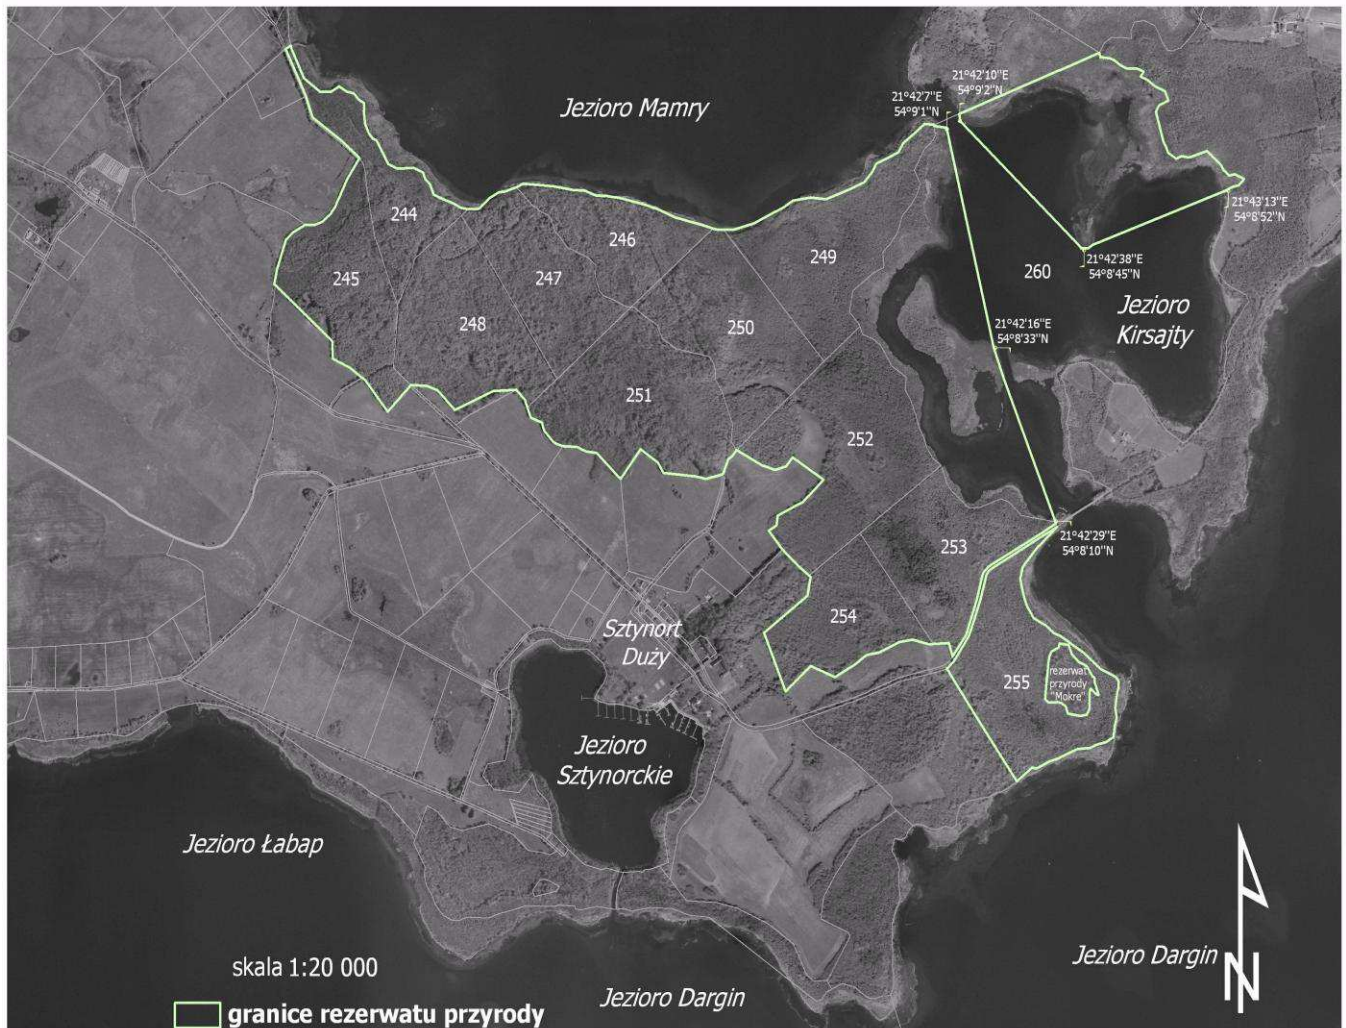 Jezioro Mamry
21°42'10"E
54°9'2"N
21°42'7"E
54°9'1"N
21°43'13"E
54°8'52"N
244
246
249
245
247
260
21°42'38"E
54°8'45"N
248
250
Jezioro
Kirsajty
21°42'16"E
54°8'33"N
251
252
21°42'29"E
54°8'10"N
253
254
Sztynort
Duży
255
rezerwat
przyrody
"Mokre"
Jezioro
Sztynorckie
Jezioro Łabap
Jezioro Dargin
skala 1:20 000
N
Jezioro Dargin
granice rezerwatu przyrody